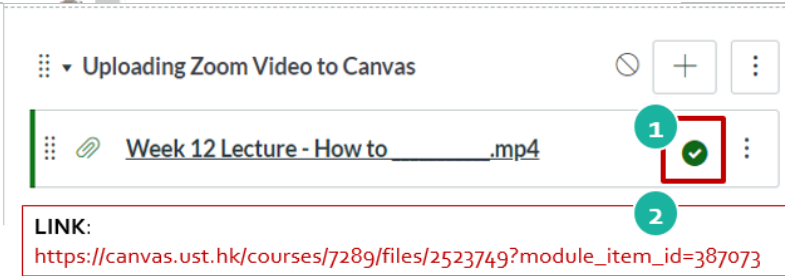 Uploading Zoom Video to Canvas
Week 12 Lecture - How to __________.mp4
1
2
LINK:
https://canvas.ust.hk/courses/7289/files/2523749?module_item_id=387073